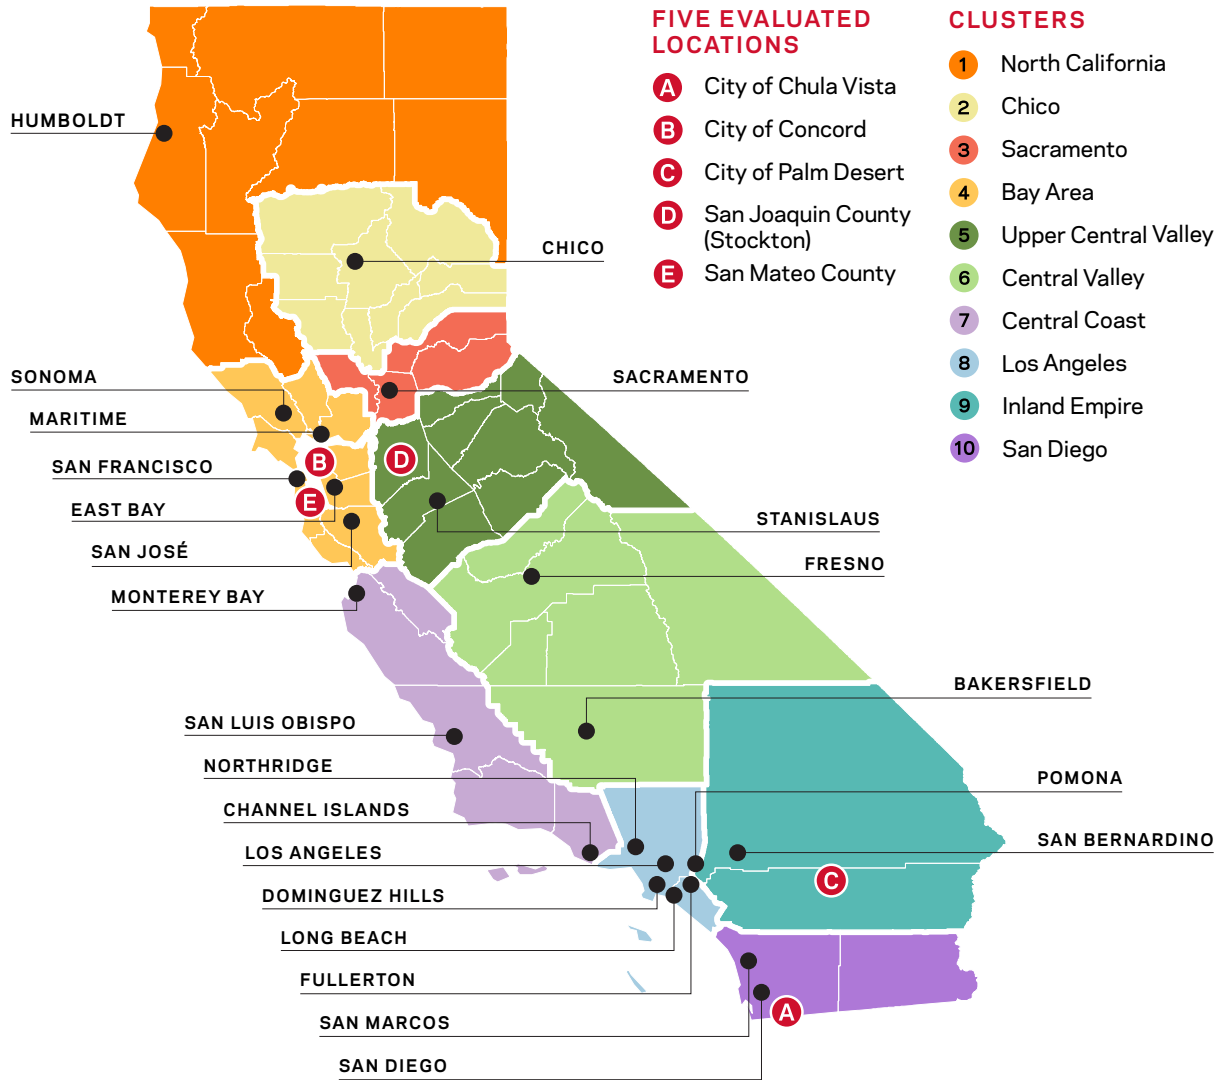 FIVE EVALUATED
LOCATIONS
A City of Chula Vista
B City of Concord
C City of Palm Desert
D San Joaquin County
(Stockton)
E San Mateo County
CLUSTERS
1 North California
2 Chico
3 Sacramento
4 Bay Area
5 Upper Central Valley
6 Central Valley
7 Central Coast
8 Los Angeles
9 Inland Empire
10 San Diego
HUMBOLDT
CHICO
SONOMA
SACRAMENTO
MARITIME
B
D
SAN FRANCISCO
E
EAST BAY
STANISLAUS
SAN JOSÉ
FRESNO
MONTEREY BAY
BAKERSFIELD
SAN LUIS OBISPO
NORTHRIDGE
POMONA
CHANNEL ISLANDS
SAN BERNARDINO
LOS ANGELES
C
DOMINGUEZ HILLS
LONG BEACH
FULLERTON
A
SAN MARCOS
SAN DIEGO